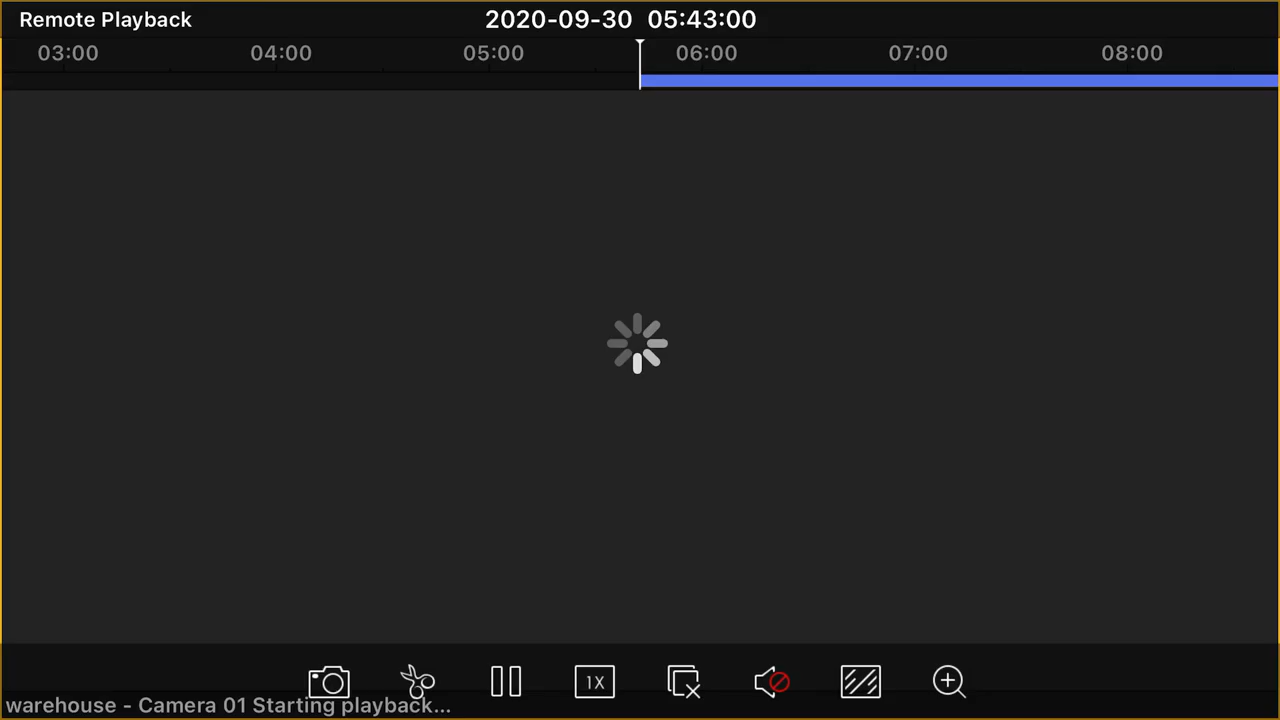 Remote Playback
2020-09-30 05:43:00
03:00 04:00 05:00 06:00 07:00 08:00
1X
warehouse - Camera 01 Starting playback...